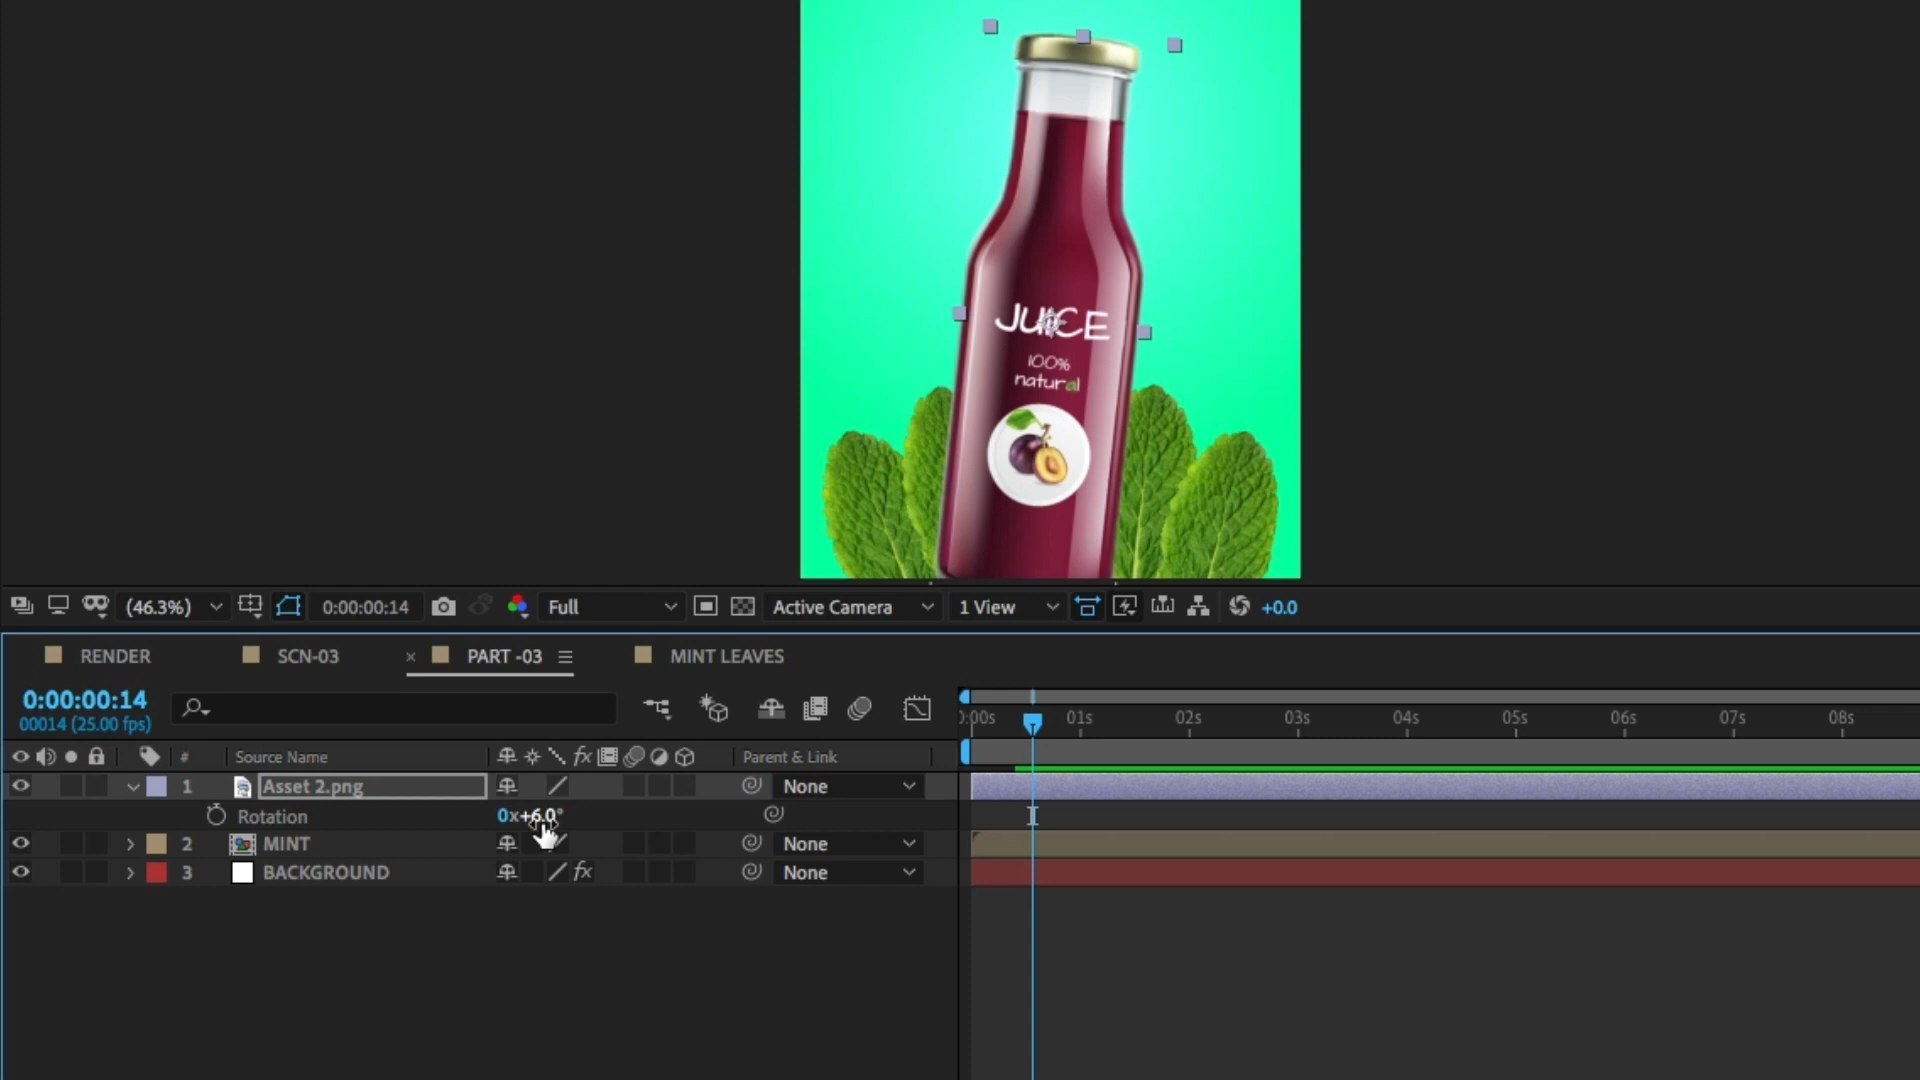 JUICE
100%
natural
(46.3%) 0:00:00:14 Full Active Camera 1 View +0.0
RENDER SCN-03 × PART -03 MINT LEAVES
0:00:00:14
00014 (25.00 fps)
0:00s 01s 02s 03s 04s 05s 06s 07s 08s
# Source Name fx Parent & Link
1 Asset 2.png None
Rotation 0x+6.0°
2 MINT None
3 BACKGROUND fx None